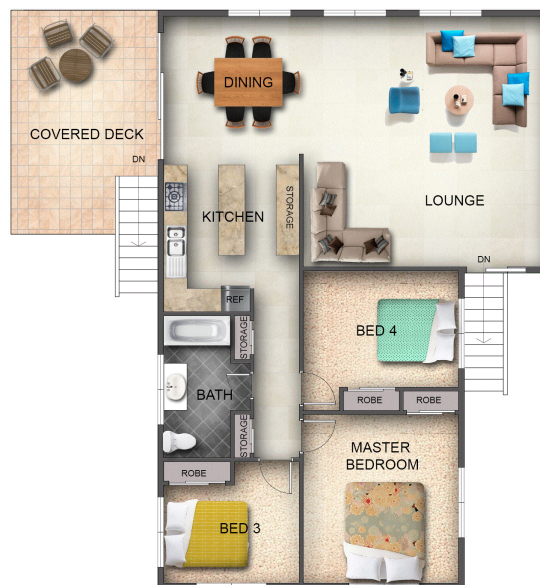 DINING
COVERED DECK
DN
KITCHEN
STORAGE
LOUNGE
DN
REF
STORAGE
BED 4
BATH
ROBE
ROBE
STORAGE
MASTER
BEDROOM
ROBE
BED 3